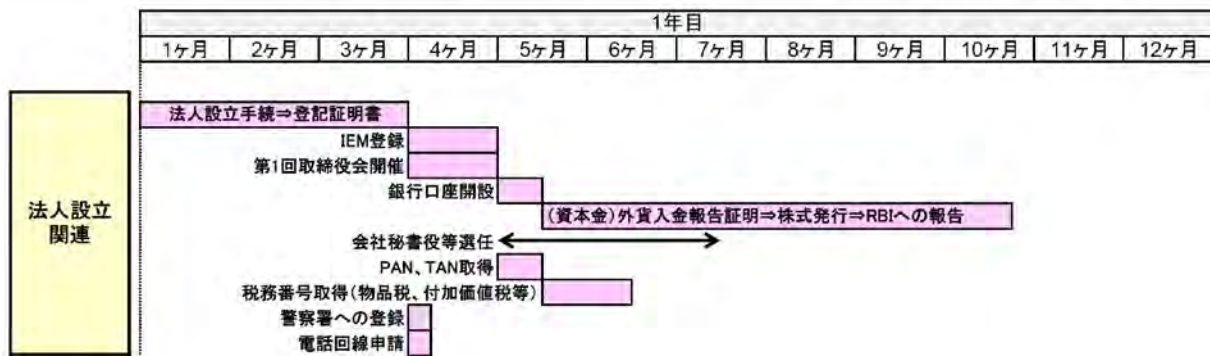 1年目
1ヶ月 2ヶ月 3ヶ月 4ヶ月 5ヶ月 6ヶ月 7ヶ月 8ヶ月 9ヶ月 10ヶ月 11ヶ月 12ヶ月
法人設立
関連
法人設立手続⇒登記証明書
IEM登録
第1回取締役会開催
銀行口座開設
(資本金)外貨入金報告証明⇒株式発行⇒RBIへの報告
会社秘書役等選任
PAN、TAN取得
税務番号取得(物品税、付加価値税等)
警察署への登録
電話回線申請